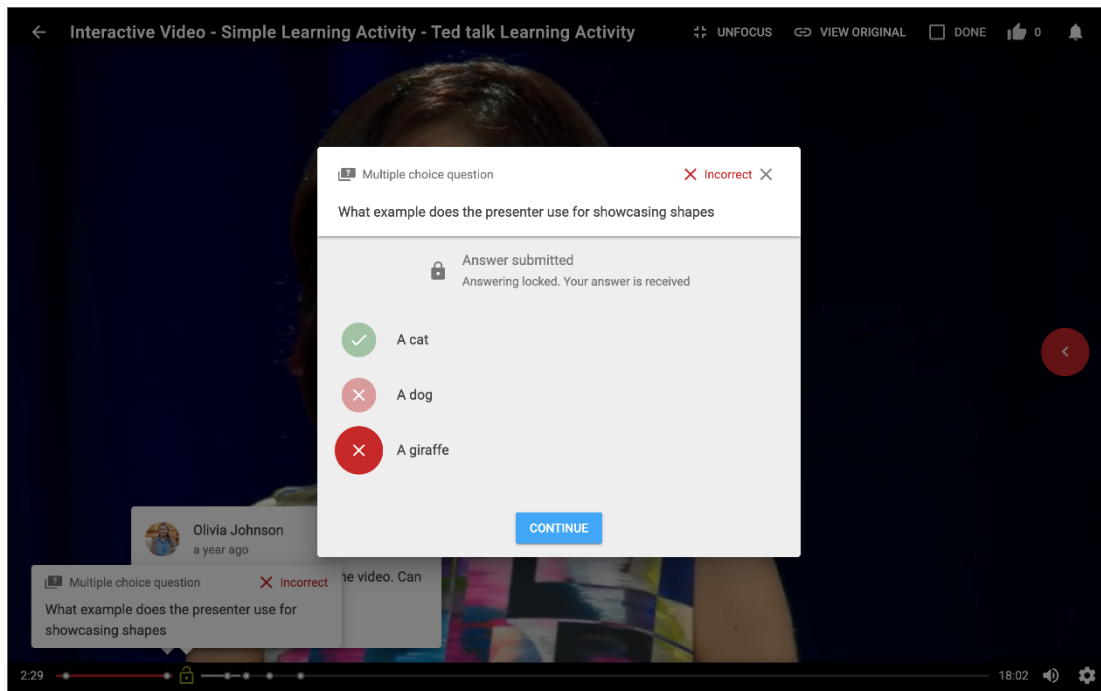 Interactive Video - Simple Learning Activity - Ted talk Learning Activity
UNFOCUS
VIEW ORIGINAL
DONE
0
Multiple choice question
Incorrect
What example does the presenter use for showcasing shapes
Answer submitted
Answering locked. Your answer is received
A cat
A dog
A giraffe
CONTINUE
Olivia Johnson
a year ago
he video. Can
Multiple choice question
Incorrect
What example does the presenter use for
showcasing shapes
2:29
18:02